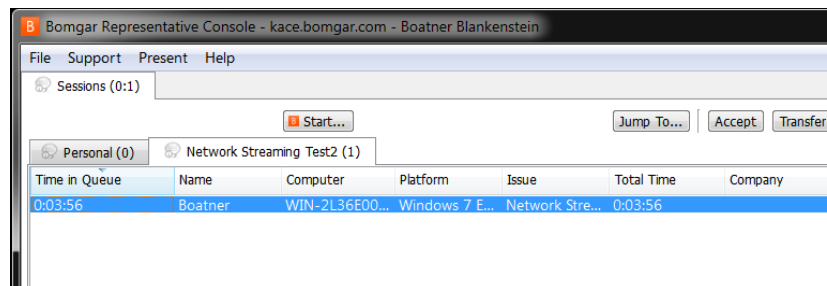 B Bomgar Representative Console - kace.bomgar.com - Boatner Blankenstein
File Support Present Help
Sessions (0:1)
B Start... Jump To... Accept Transfer
Personal (0) Network Streaming Test2 (1)
Time in Queue Name Computer Platform Issue Total Time Company
0:03:56 Boatner WIN-2L36E00... Windows 7 E... Network Stre... 0:03:56